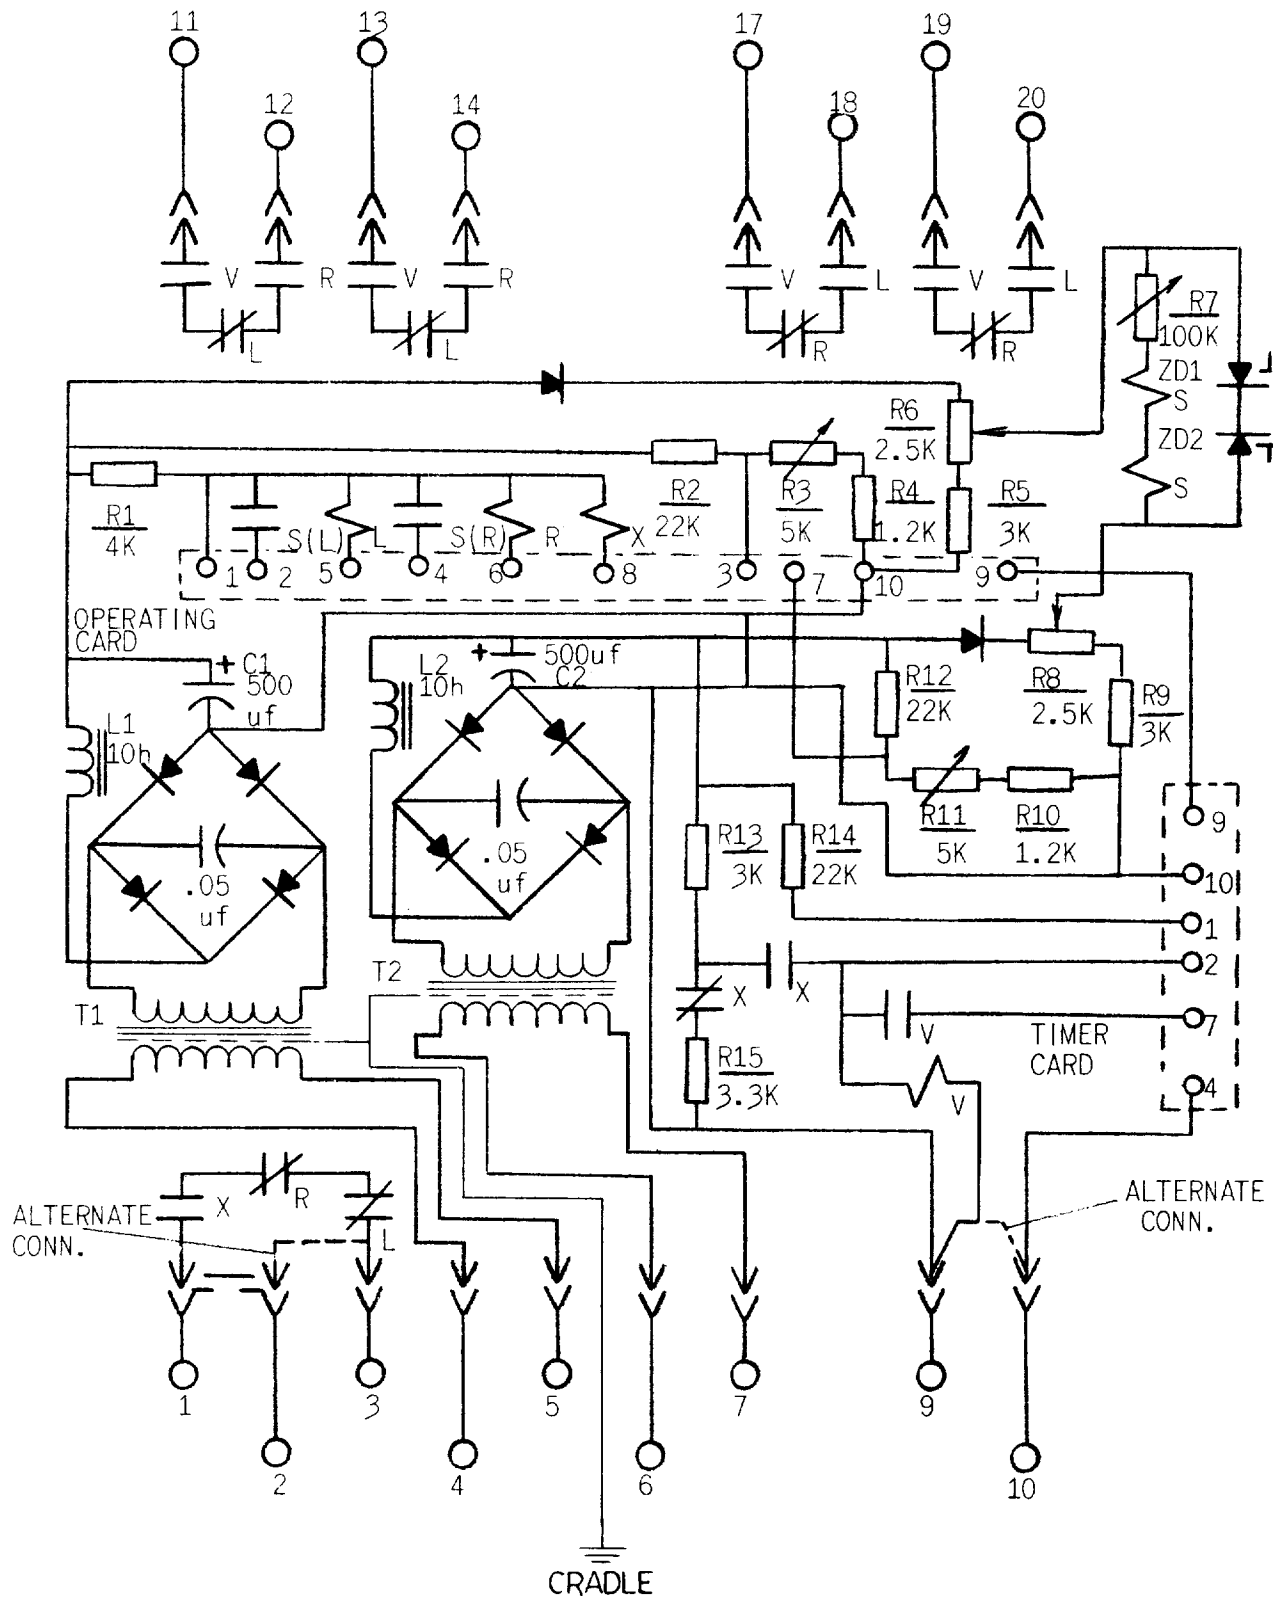 11
13
17
19
12
14
18
20
V
R
V
R
V
L
V
L
L
L
R
R
R7
100K
ZD1
S
ZD2
S
R6
2.5K
R1
4K
S(L)
L
S(R)
R
X
R2
22K
R3
5K
R4
1.2K
R5
3K
1
2
5
4
6
8
3
7
10
9
OPERATING
CARD
+
C1
500
uf
L2
10h
+
500uf
C2
R12
22K
R8
2.5K
R9
3K
L1
10h
.05
uf
.05
uf
R13
3K
R14
22K
R11
5K
R10
1.2K
9
10
1
2
7
4
T1
T2
X
X
V
TIMER
CARD
R15
3.3K
V
X
R
L
ALTERNATE
CONN.
ALTERNATE
CONN.
1
3
5
7
9
2
4
6
10
CRADLE